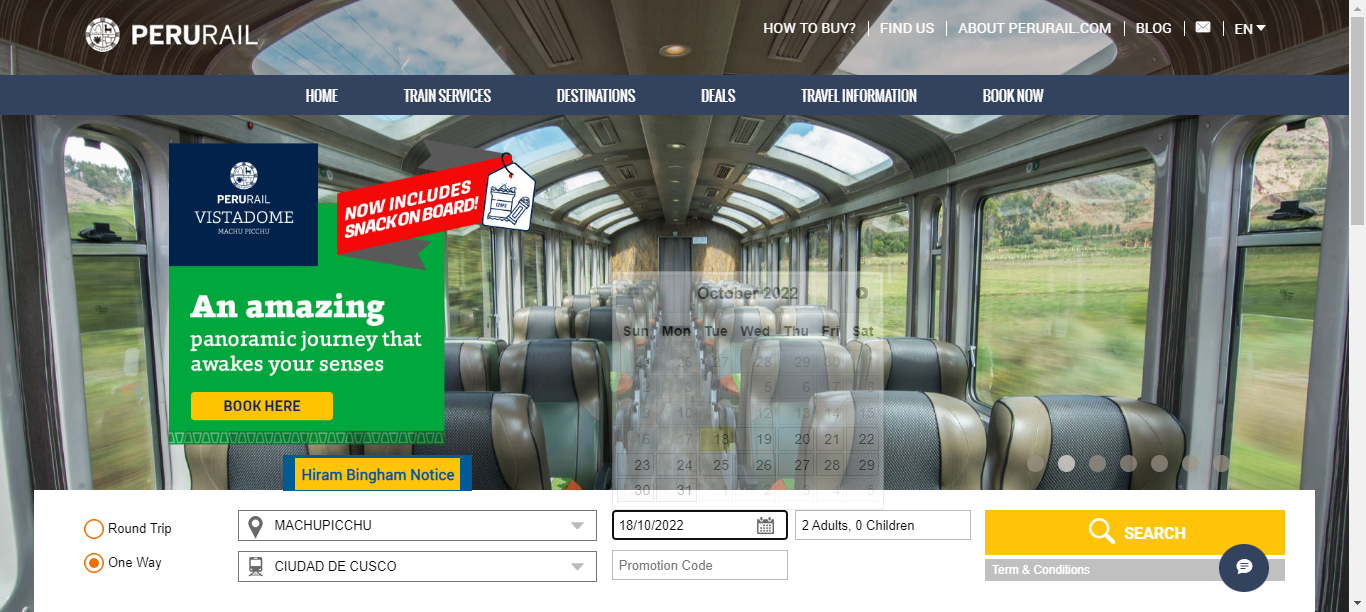 PERURAIL
HOW TO BUY?
FIND US
ABOUT PERURAIL.COM
BLOG
EN
HOME
TRAIN SERVICES
DESTINATIONS
DEALS
TRAVEL INFORMATION
BOOK NOW
PERURAIL
VISTADOME
MACHU PICCHU
NOW INCLUDES
SNACK ON BOARD!
An amazing
panoramic journey that
awakes your senses
BOOK HERE
Hiram Bingham Notice
October 2022
Sun Mon Tue Wed Thu Fri Sat
26 27 28 29 30
2 3 5 6 7 8
9 10 12 13 14 15
16 17 18 19 20 21 22
23 24 25 26 27 28 29
30 31 1 2 3 4 5
Round Trip
One Way
MACHUPICCHU
CIUDAD DE CUSCO
18/10/2022
Promotion Code
2 Adults, 0 Children
SEARCH
Term & Conditions